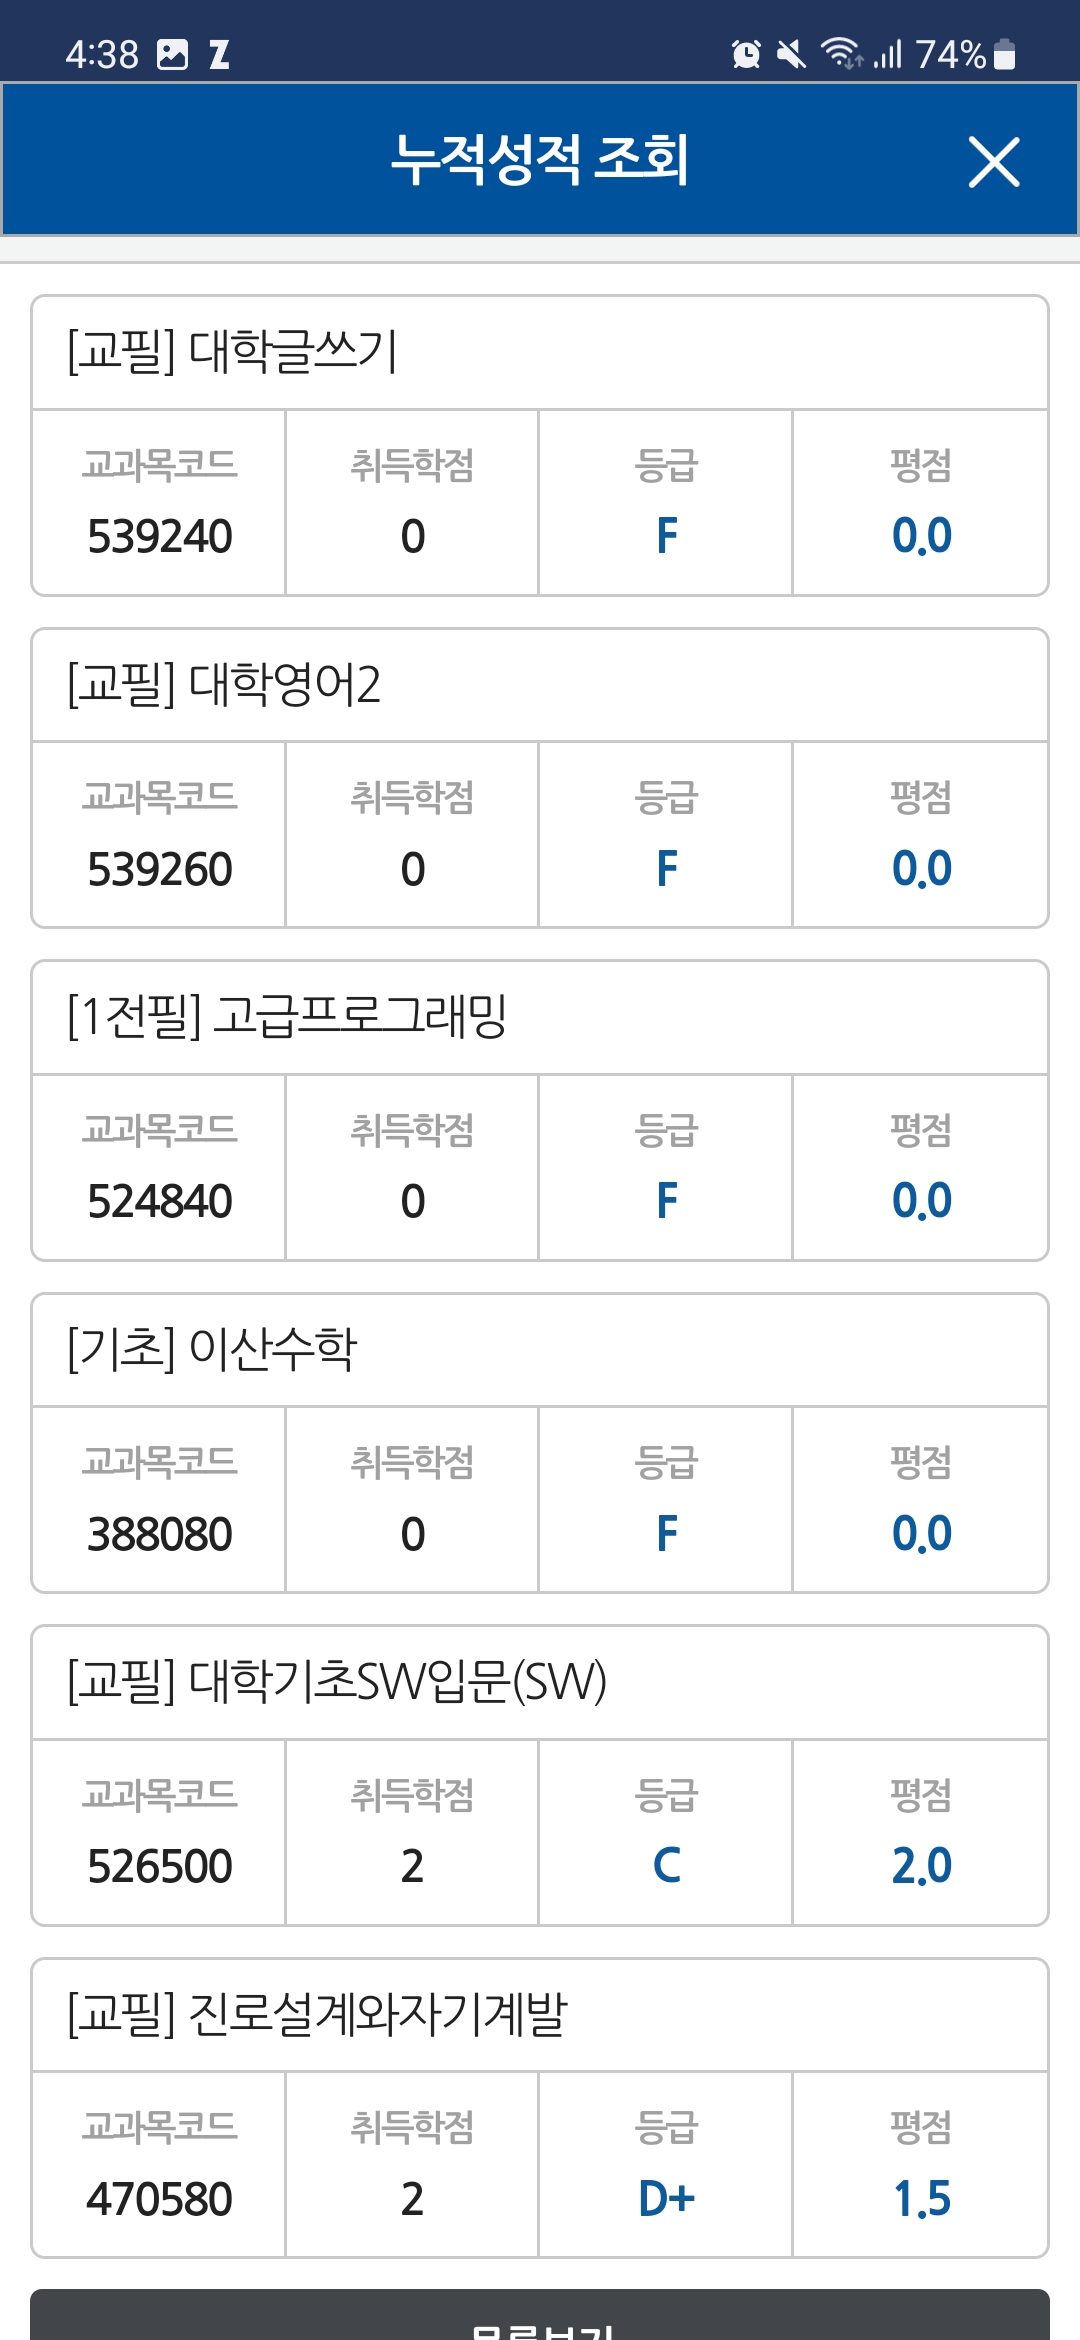 4:38 Z 74%
누적성적 조회
[교필] 대학글쓰기
교과목코드 취득학점 등급 평점
539240 0 F 0.0
[교필] 대학영어2
교과목코드 취득학점 등급 평점
539260 0 F 0.0
[1전필] 고급프로그래밍
교과목코드 취득학점 등급 평점
524840 0 F 0.0
[기초] 이산수학
교과목코드 취득학점 등급 평점
388080 0 F 0.0
[교필] 대학기초SW입문(SW)
교과목코드 취득학점 등급 평점
526500 2 C 2.0
[교필] 진로설계와자기계발
교과목코드 취득학점 등급 평점
470580 2 D+ 1.5
목록보기